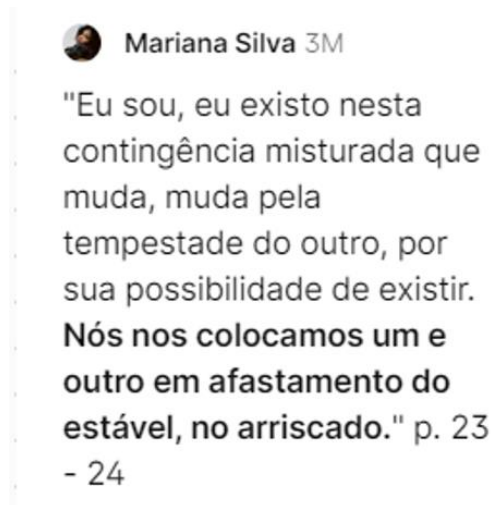 Mariana Silva 3M
"Eu sou, eu existo nesta
contingência misturada que
muda, muda pela
tempestade do outro, por
sua possibilidade de existir.
Nós nos colocamos um e
outro em afastamento do
estável, no arriscado." p. 23
- 24